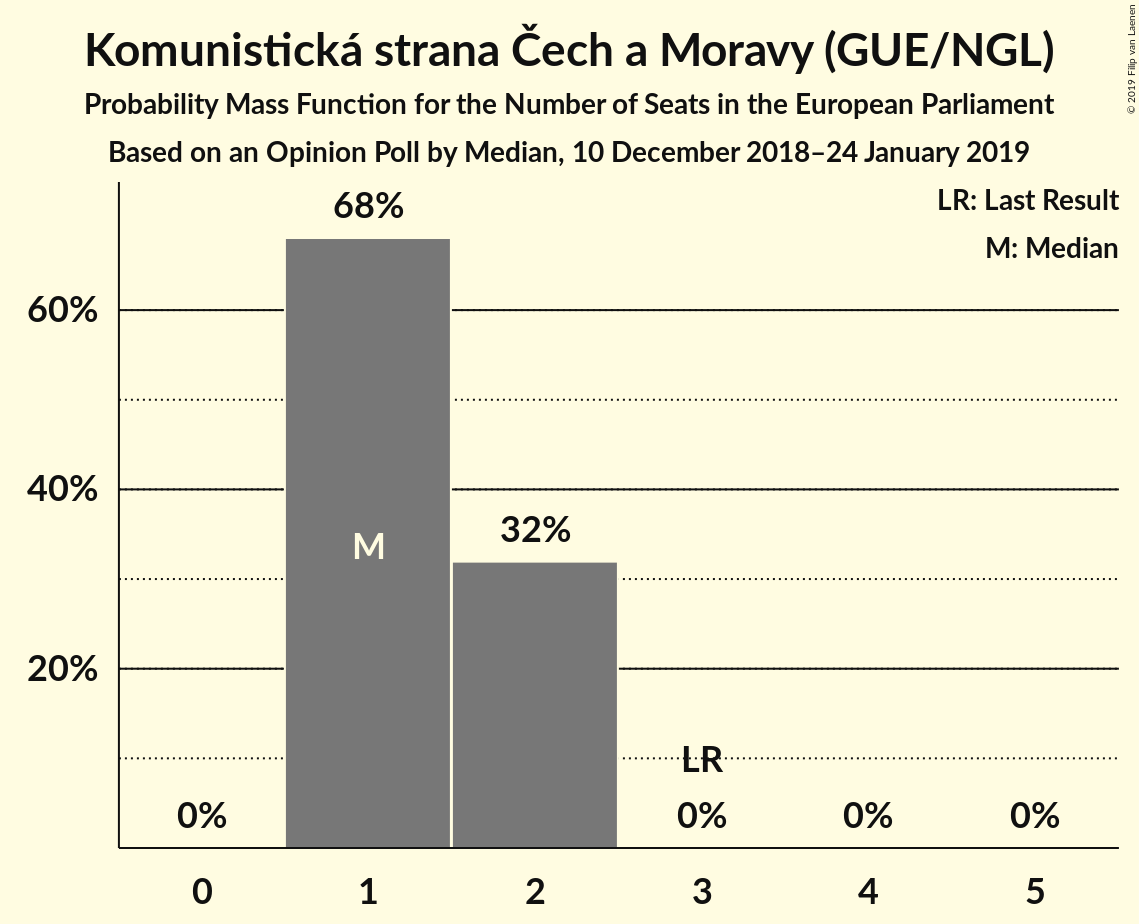 Komunistická strana Čech a Moravy (GUE/NGL)
Probability Mass Function for the Number of Seats in the European Parliament
Based on an Opinion Poll by Median, 10 December 2018–24 January 2019
© 2019 Filip van Laenen
LR: Last Result
M: Median
68%
60%
40%
M
32%
20%
LR
0%
0%
0%
0%
0
1
2
3
4
5